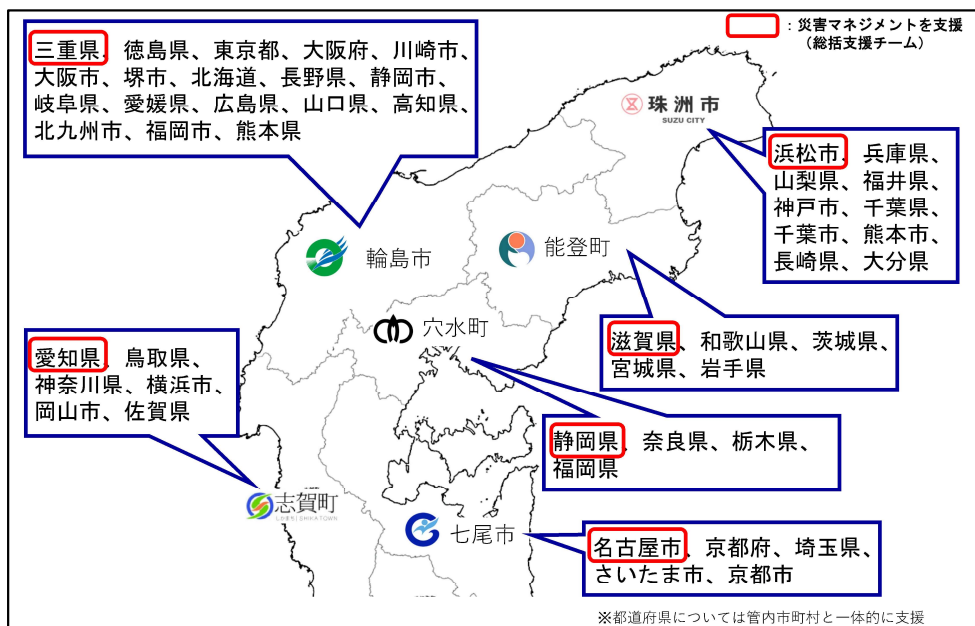 三重県、徳島県、東京都、大阪府、川崎市、
大阪市、堺市、北海道、長野県、静岡市、
岐阜県、愛媛県、広島県、山口県、高知県、
北九州市、福岡市、熊本県
：災害マネジメントを支援
（総括支援チーム）
珠洲市
SUZU CITY
浜松市、兵庫県、
山梨県、福井県、
神戸市、千葉県、
千葉市、熊本市、
長崎県、大分県
輪島市
能登町
穴水町
滋賀県、和歌山県、茨城県、
宮城県、岩手県
愛知県、鳥取県、
神奈川県、横浜市、
岡山市、佐賀県
静岡県、奈良県、栃木県、
福岡県
志賀町
しかまち｜SHIKA TOWN
七尾市
名古屋市、京都府、埼玉県、
さいたま市、京都市
※都道府県については管内市町村と一体的に支援